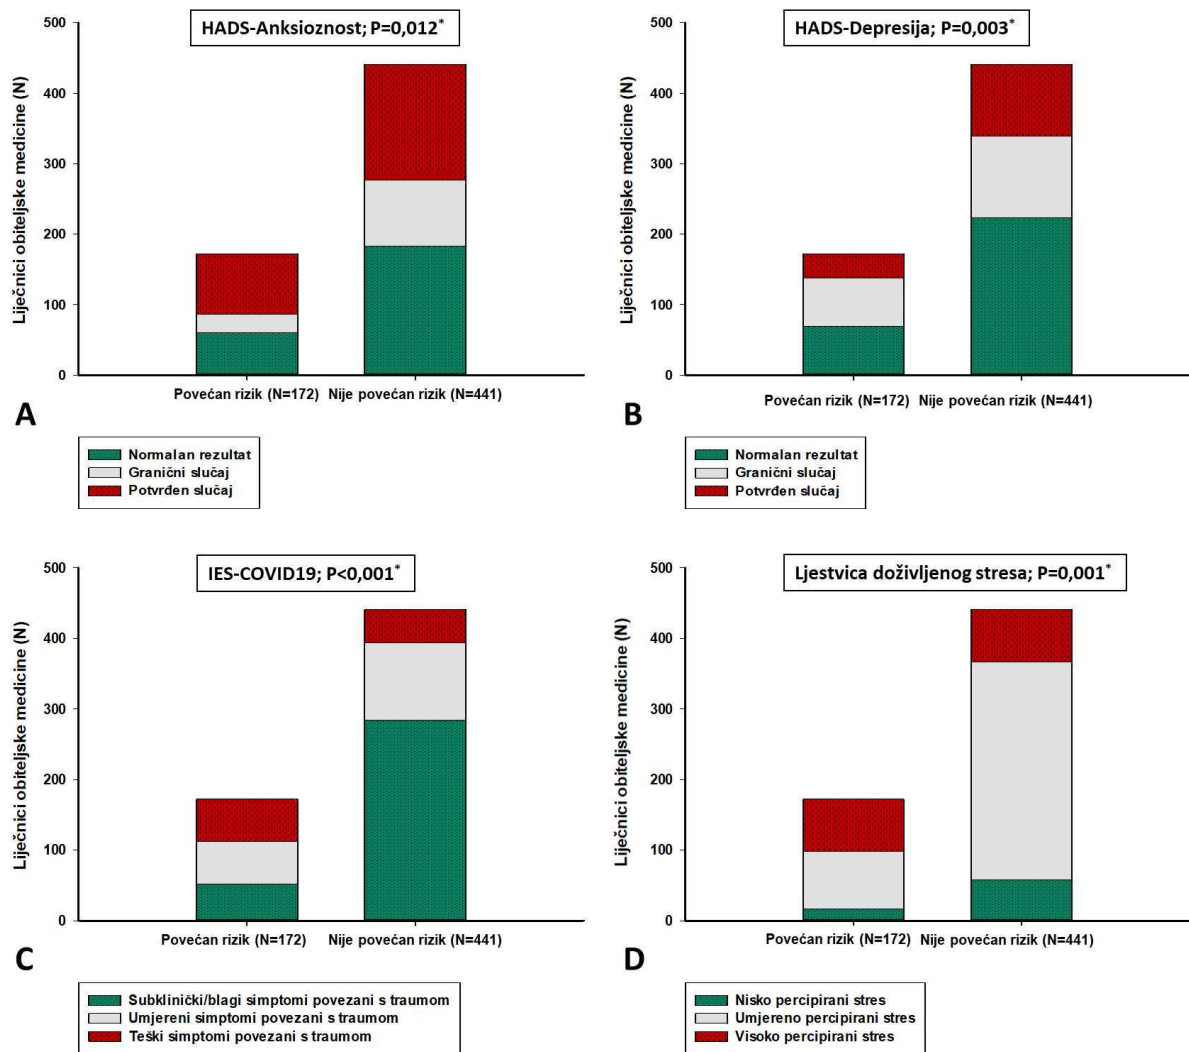 HADS-Anksioznost; P=0,012*
Liječnici obiteljske medicine (N)
500
400
300
200
100
0
Povećan rizik (N=172) Nije povećan rizik (N=441)
A
Normalan rezultat
Granični slučaj
Potvrđen slučaj
HADS-Depresija; P=0,003*
Liječnici obiteljske medicine (N)
500
400
300
200
100
0
Povećan rizik (N=172) Nije povećan rizik (N=441)
B
Normalan rezultat
Granični slučaj
Potvrđen slučaj
IES-COVID19; P<0,001*
Liječnici obiteljske medicine (N)
500
400
300
200
100
0
Povećan rizik (N=172) Nije povećan rizik (N=441)
C
Subklinički/blagi simptomi povezani s traumom
Umjereni simptomi povezani s traumom
Teški simptomi povezani s traumom
Ljestvica doživljenog stresa; P=0,001*
Liječnici obiteljske medicine (N)
500
400
300
200
100
0
Povećan rizik (N=172) Nije povećan rizik (N=441)
D
Nisko percipirani stres
Umjereno percipirani stres
Visoko percipirani stres